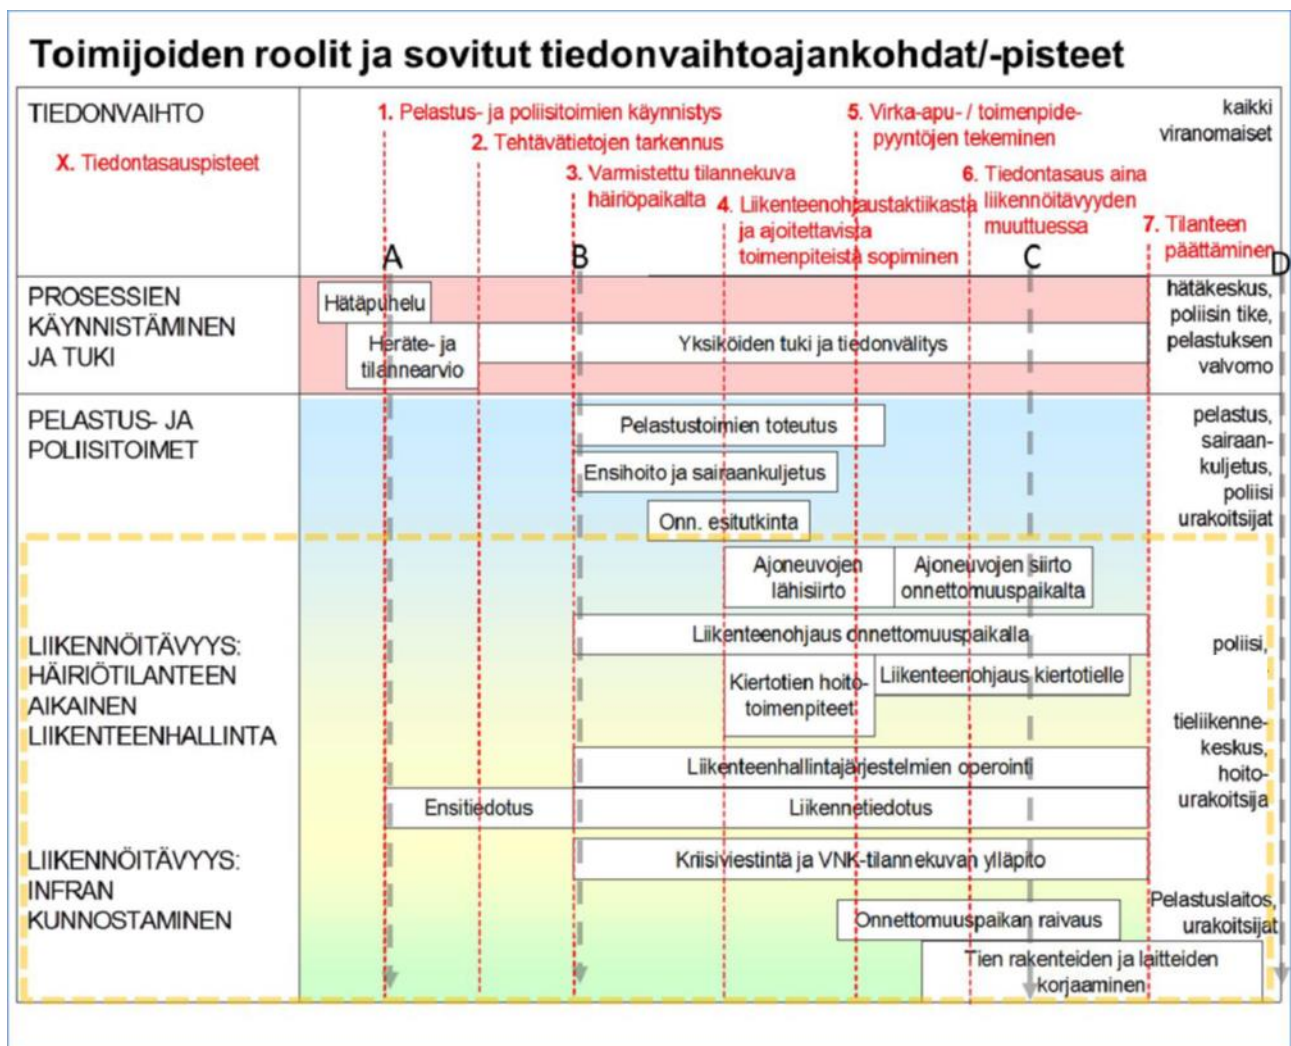 Toimijoiden roolit ja sovitut tiedonvaihtoajankohdat/-pisteet
TIEDONVAIHTO
X. Tiedontasauspisteet
1. Pelastus- ja poliisitoimien käynnistys
2. Tehtävätietojen tarkennus
3. Varmistettu tilannekuva
häiriöpaikalta
4. Liikenteenohjaustaktiikasta
ja ajoitettavista
toimenpiteistä sopiminen
5. Virka-apu- / toimenpide-
pyyntöjen tekeminen
6. Tiedontasaus aina
liikennöitävyyden
muuttuessa
7. Tilanteen
päättäminen
kaikki
viranomaiset
A
B
C
D
PROSESSIEN
KÄYNNISTÄMINEN
JA TUKI
Hätäpuhelu
Heräte- ja
tilannearvio
Yksiköiden tuki ja tiedonvälitys
hätäkeskus,
poliisin tike,
pelastuksen
valvomo
PELASTUS- JA
POLIISITOIMET
Pelastustoimien toteutus
Ensihoito ja sairaankuljetus
Onn. esitutkinta
pelastus,
sairaan-
kuljetus,
poliisi
urakoitsijat
LIIKENNÖITÄVYYS:
HÄIRIÖTILANTEEN
AIKAINEN
LIIKENTEENHALLINTA
Ajoneuvojen
lähisiirto
Ajoneuvojen siirto
onnettomuuspaikalta
Liikenteenohjaus onnettomuuspaikalla
Kiertotien hoito-
toimenpiteet
Liikenteenohjaus kiertotielle
Liikenteenhallintajärjestelmien operointi
Ensitiedotus
Liikennetiedotus
poliisi,
tieliikenne-
keskus,
hoito-
urakoitsija
LIIKENNÖITÄVYYS:
INFRAN
KUNNOSTAMINEN
Kriisiviestintä ja VNK-tilannekuvan ylläpito
Onnettomuuspaikan raivaus
Tien rakenteiden ja laitteiden
korjaaminen
Pelastuslaitos,
urakoitsijat